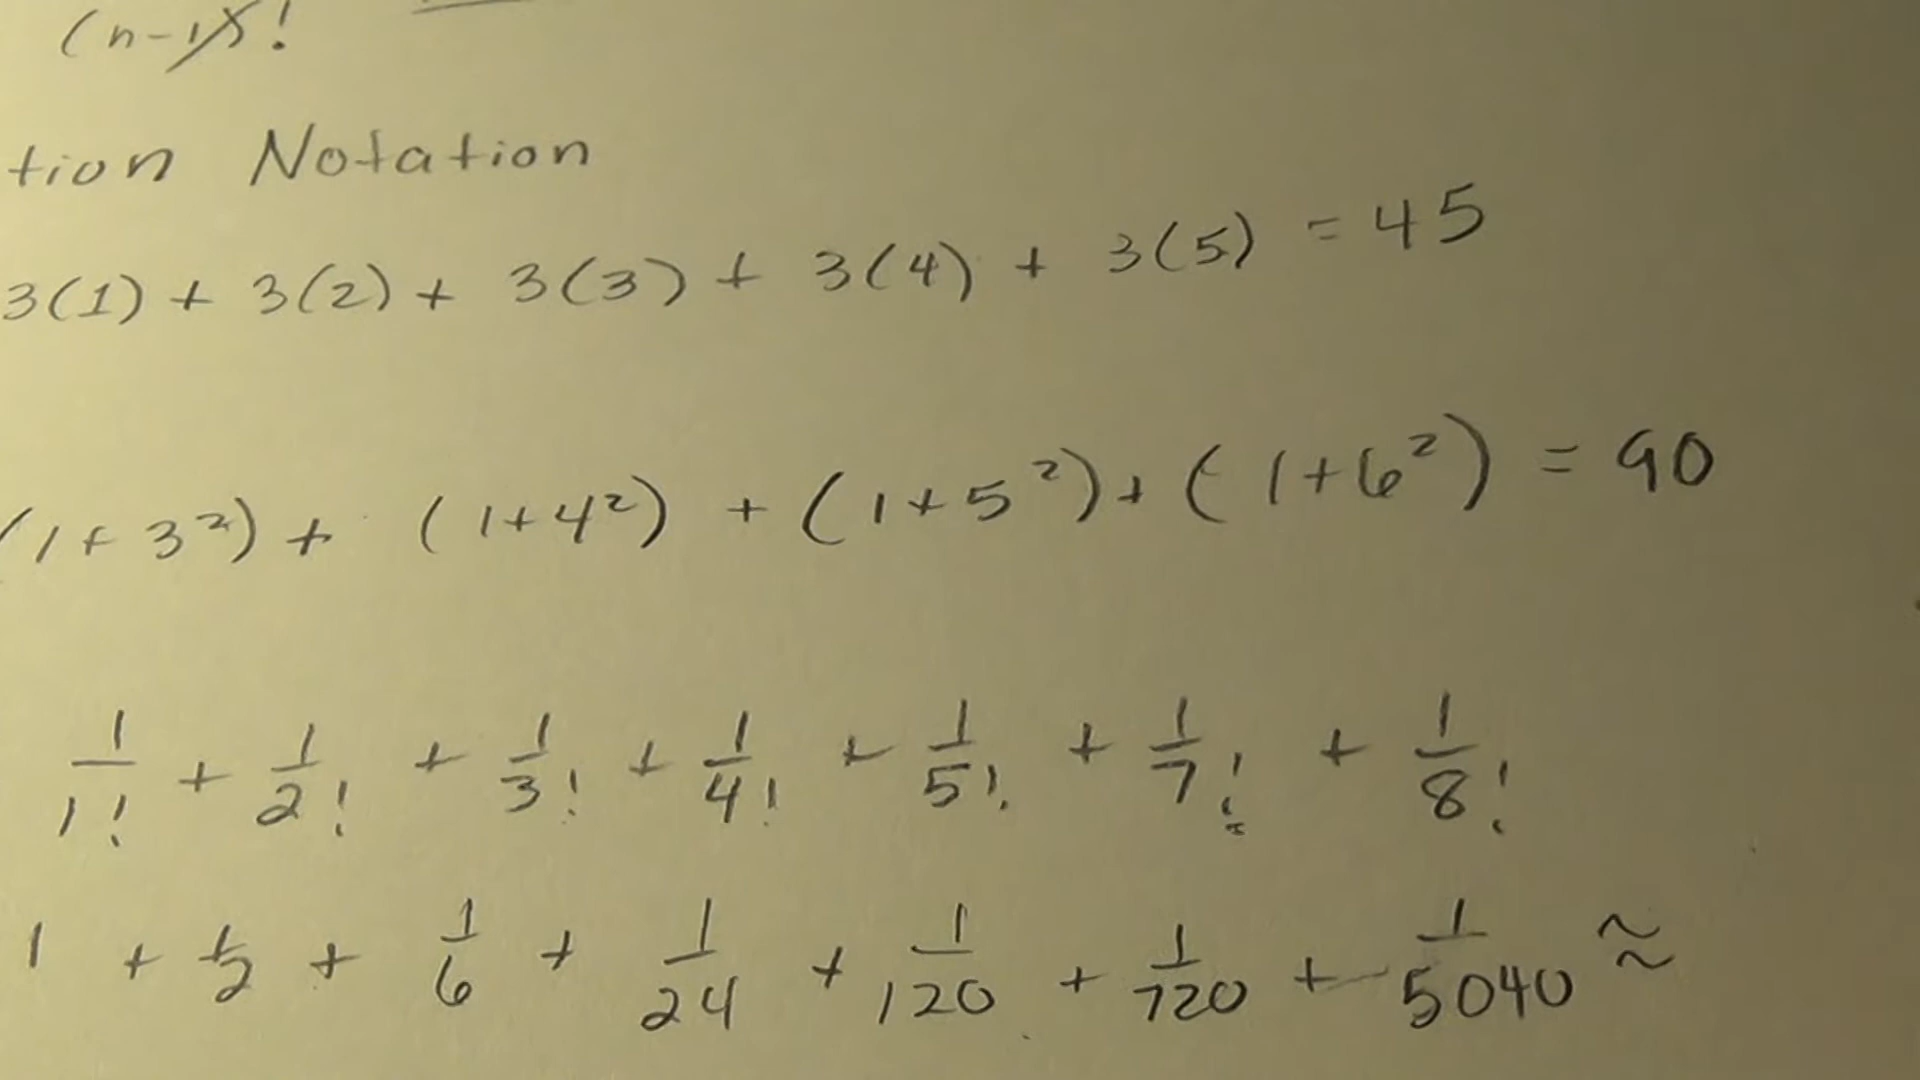 (n-1)!
tion Notation
3(1) + 3(2) + 3(3) + 3(4) + 3(5) = 45
(1+3²) + (1+4²) + (1+5²) + (1+6²) = 90
1/1! + 1/2! + 1/3! + 1/4! + 1/5! + 1/7! + 1/8!
1 + 1/2 + 1/6 + 1/24 + 1/120 + 1/720 + 1/5040 ≈